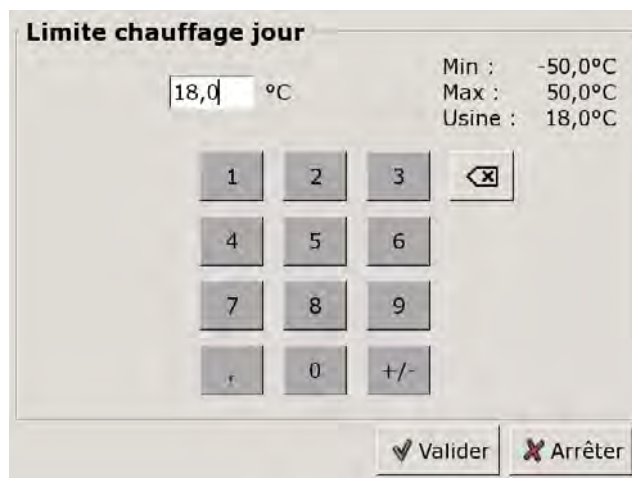 Limite chauffage jour
18,0 °C
Min : -50,0°C
Max : 50,0°C
Usine : 18,0°C
1 2 3
4 5 6
7 8 9
, 0 +/-
Valider Arrêter